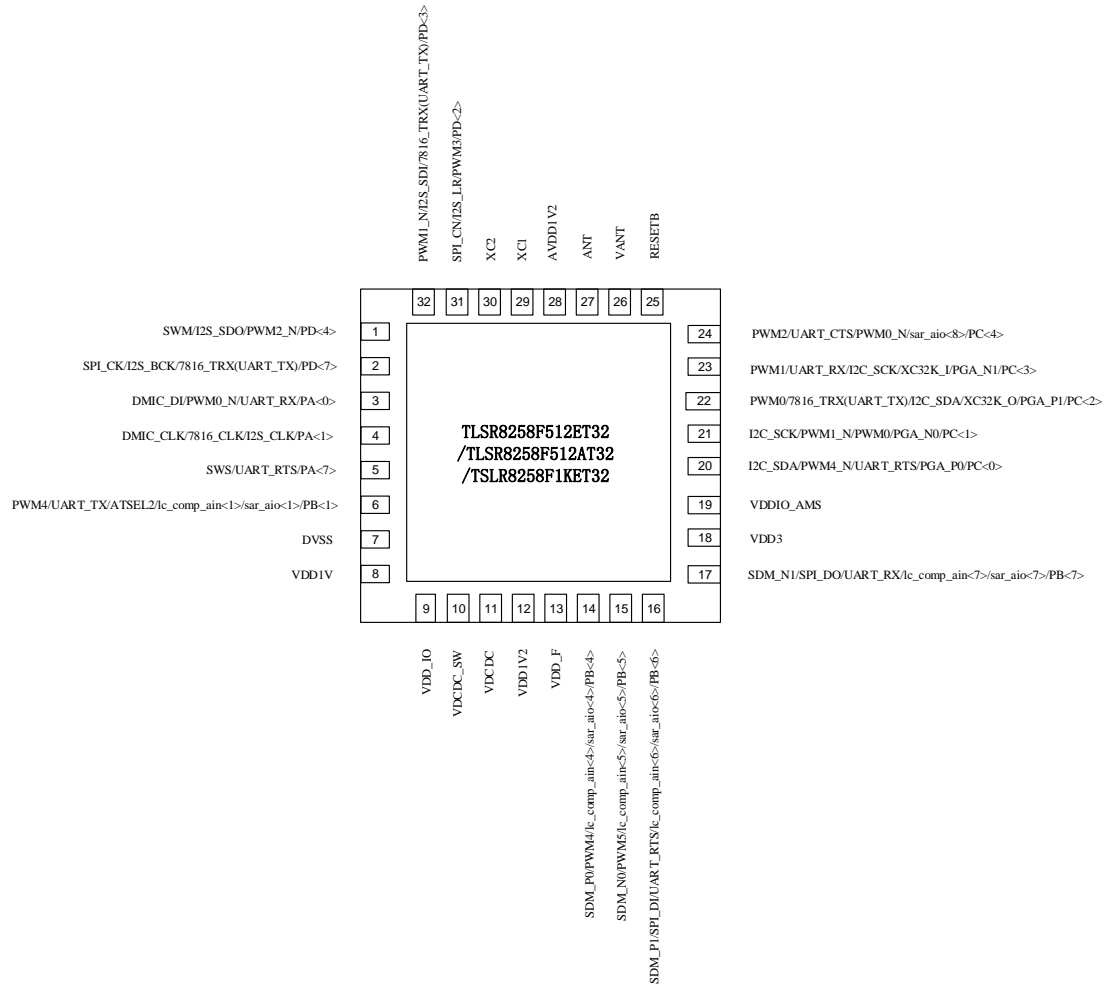 PWM1_N/I2S_SDI/7816_TRX(UART_TX)/PD<3>
SPI_CN/I2S_LR/PWM3/PD<2>
XC2
XC1
AVDD1V2
ANT
VANT
RESETB
32
31
30
29
28
27
26
25
SWM/I2S_SDO/PWM2_N/PD<4>
1
SPI_CK/I2S_BCK/7816_TRX(UART_TX)/PD<7>
2
DMIC_DI/PWM0_N/UART_RX/PA<0>
3
DMIC_CLK/7816_CLK/I2S_CLK/PA<1>
4
SWS/UART_RTS/PA<7>
5
PWM4/UART_TX/ATSEL2/lc_comp_ain<1>/sar_aio<1>/PB<1>
6
DVSS
7
VDD1V
8
TLSR8258F512ET32
/TLSR8258F512AT32
/TSLR8258F1KET32
24
PWM2/UART_CTS/PWM0_N/sar_aio<8>/PC<4>
23
PWM1/UART_RX/I2C_SCK/XC32K_I/PGA_N1/PC<3>
22
PWM0/7816_TRX(UART_TX)/I2C_SDA/XC32K_O/PGA_P1/PC<2>
21
I2C_SCK/PWM1_N/PWM0/PGA_N0/PC<1>
20
I2C_SDA/PWM4_N/UART_RTS/PGA_P0/PC<0>
19
VDDIO_AMS
18
VDD3
17
SDM_N1/SPI_DO/UART_RX/lc_comp_ain<7>/sar_aio<7>/PB<7>
9
10
11
12
13
14
15
16
VDD_IO
VDCDC_SW
VDCDC
VDD1V2
VDD_F
SDM_P0/PWM4/lc_comp_ain<4>/sar_aio<4>/PB<4>
SDM_N0/PWM5/lc_comp_ain<5>/sar_aio<5>/PB<5>
SDM_P1/SPI_DI/UART_RTS/lc_comp_ain<6>/sar_aio<6>/PB<6>